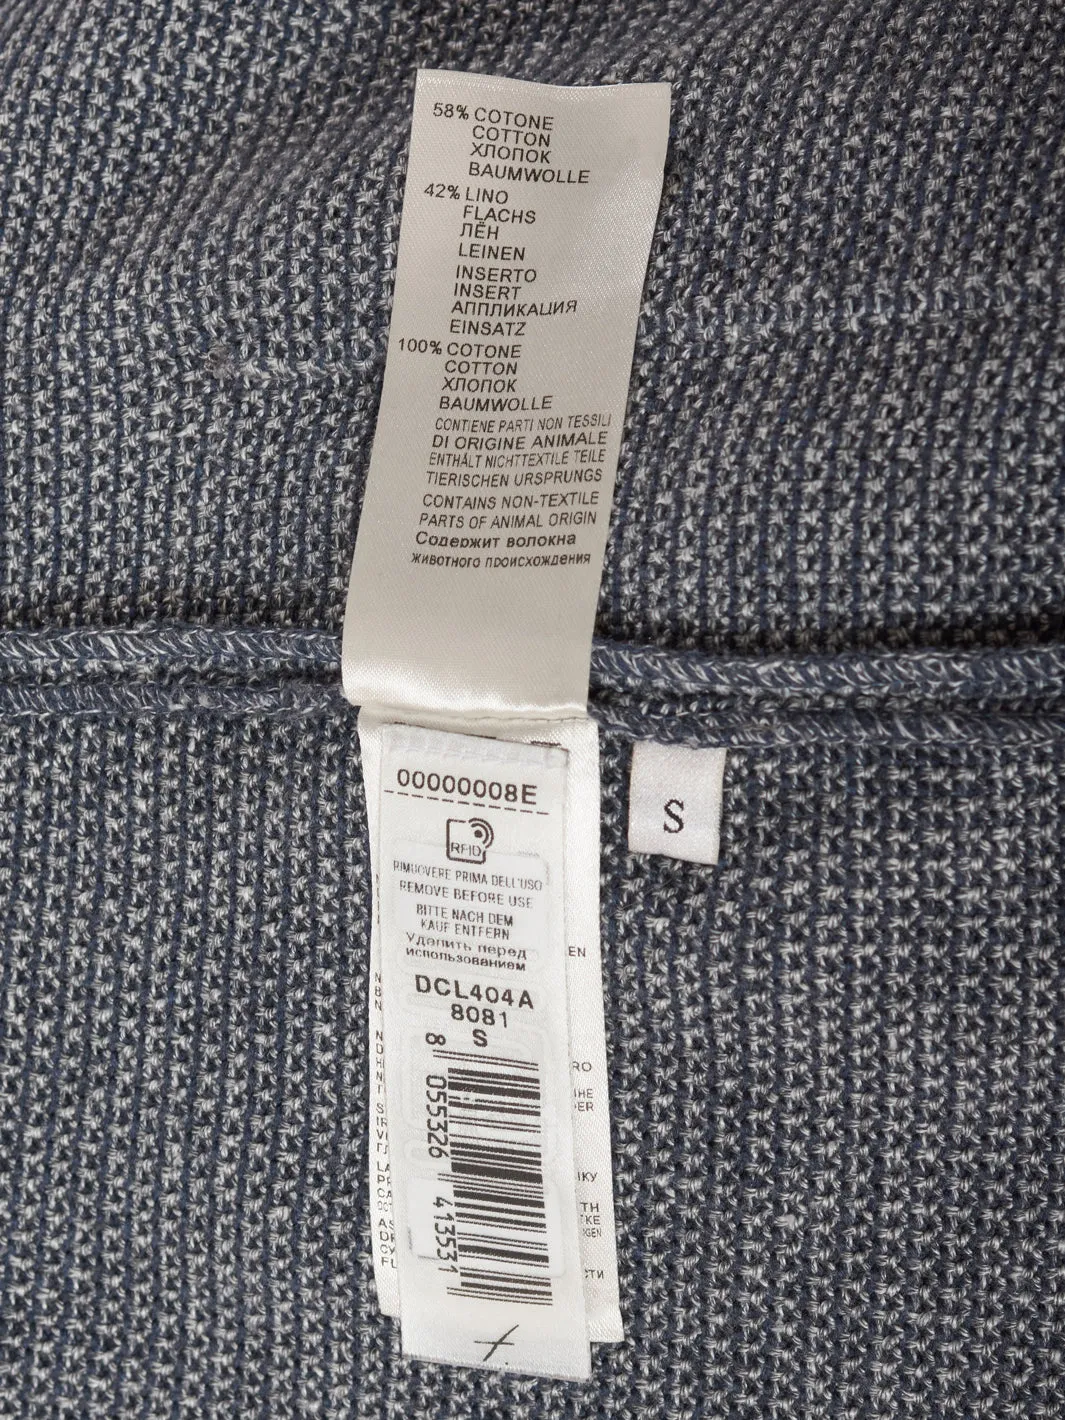 58% COTONE
COTTON
ХЛОПОК
BAUMWOLLE
42% LINO
FLACHS
ЛЁН
LEINEN
INSERTO
INSERT
АППЛИКАЦИЯ
EINSATZ
100% COTONE
COTTON
ХЛОПОК
BAUMWOLLE
CONTIENE PARTI NON TESSILI
DI ORIGINE ANIMALE
ENTHÄLT NICHTTEXTILE TEILE
TIERISCHEN URSPRUNGS
CONTAINS NON-TEXTILE
PARTS OF ANIMAL ORIGIN
Содержит волокна
животного происхождения
00000008E
RFID
RIMUOVERE PRIMA DELL'USO
REMOVE BEFORE USE
BITTE NACH DEM
KAUF ENTFERN
Удалить перед
использованием
DCL404A
8081
S
8 055326 413531
S